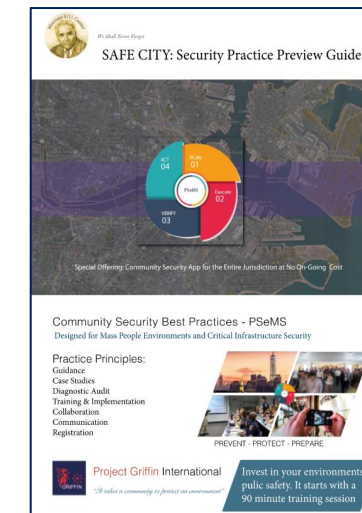 We Shall Never Forget
SAFE CITY: Security Practice Preview Guide
ACT
04
PLAN
01
PSeMS
Execute
02
VERIFY
03
Special Offering: Community Security App for the Entire Jurisdiction at No On-Going Cost
Community Security Best Practices - PSeMS
Designed for Mass People Environments and Critical Infrastructure Security
Practice Principles:
Guidance
Case Studies
Diagnostic Audit
Training & Implementation
Collaboration
Communication
Registration
PREVENT - PROTECT - PREPARE
GRIFFIN
Project Griffin International
"It takes a community to protect an environment"
Invest in your environments
pulic safety. It starts with a
90 minute training session